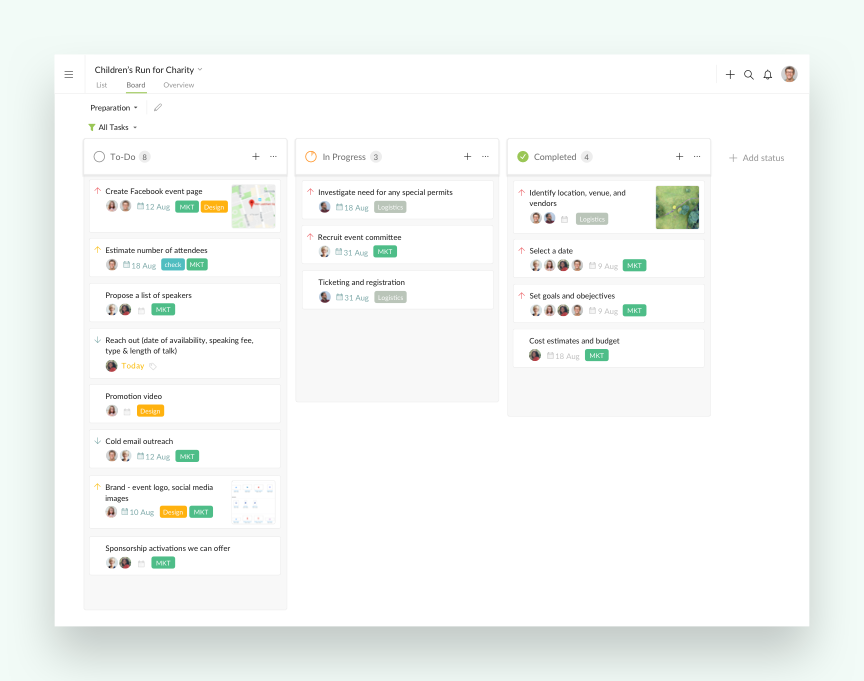 Children's Run for Charity
List Board Overview
Preparation
All Tasks
To-Do 8
Create Facebook event page
12 Aug MKT Design
Estimate number of attendees
18 Aug check MKT
Propose a list of speakers
MKT
Reach out (date of availability, speaking fee,
type & length of talk)
Today
Promotion video
Design
Cold email outreach
12 Aug MKT
Brand - event logo, social media
images
10 Aug Design MKT
Sponsorship activations we can offer
MKT
In Progress 3
Investigate need for any special permits
18 Aug Logistics
Recruit event committee
31 Aug MKT
Ticketing and registration
31 Aug Logistics
Completed 4
Identify location, venue, and
vendors
Logistics
Select a date
9 Aug MKT
Set goals and obejectives
9 Aug MKT
Cost estimates and budget
18 Aug MKT
Add status